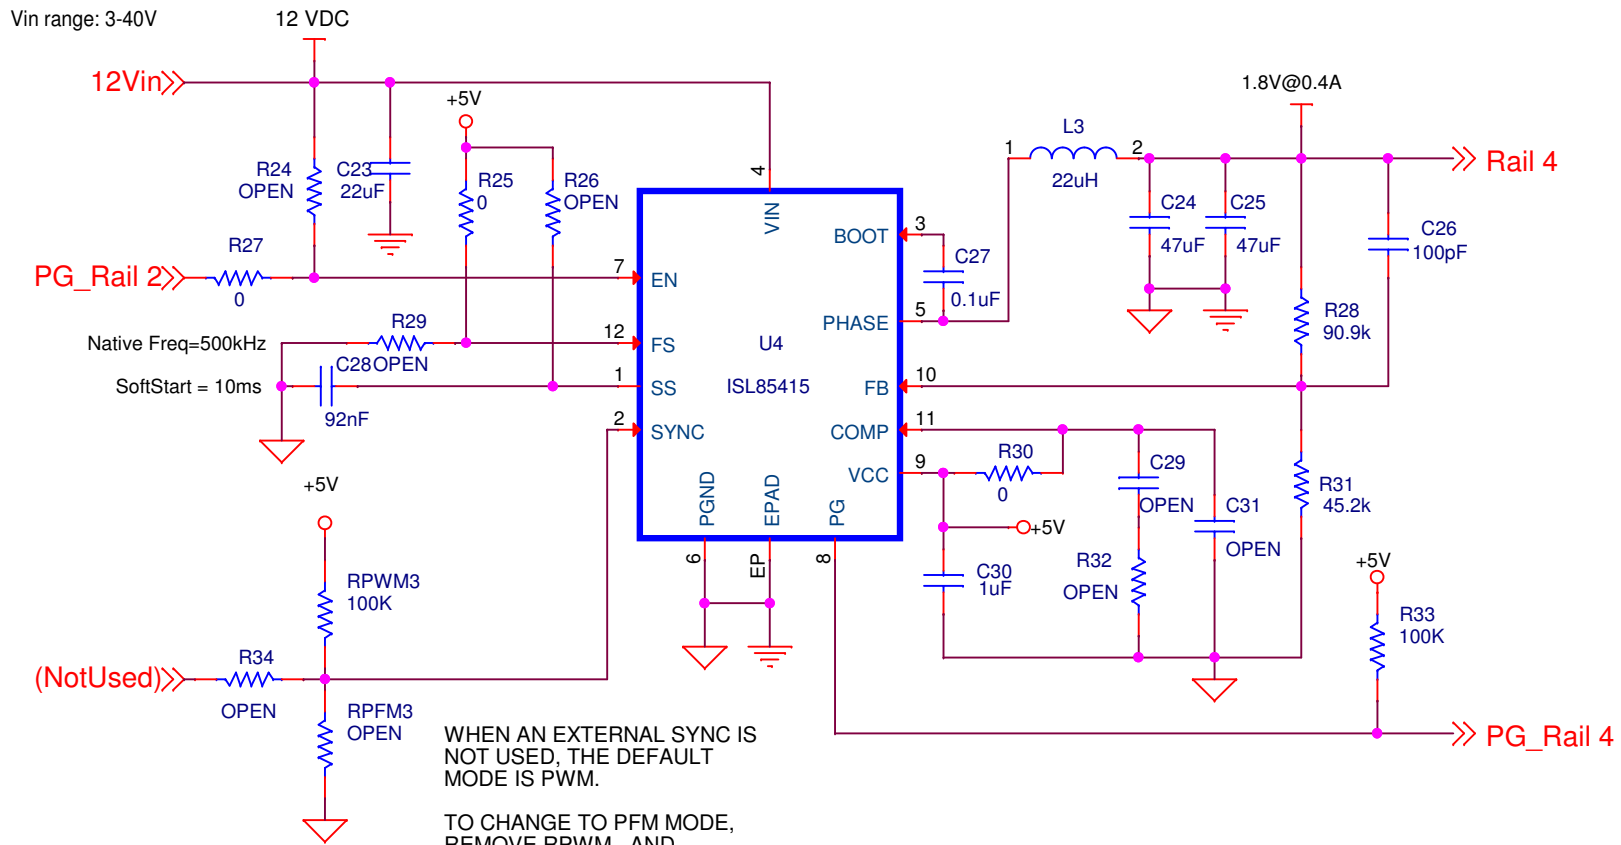 Vin range: 3-40V
12 VDC
12Vin
+5V
R24
OPEN
C23
22uF
R25
0
R26
OPEN
R27
0
PG_Rail 2
Native Freq=500kHz
R29
OPEN
SoftStart = 10ms
C28
92nF
4
VIN
7
EN
12
FS
1
SS
2
SYNC
U4
ISL85415
BOOT
3
PHASE
5
FB
10
COMP
11
VCC
9
PGND
6
EPAD
EP
PG
8
C27
0.1uF
1
L3
2
22uH
1.8V@0.4A
Rail 4
C24
47uF
C25
47uF
C26
100pF
R28
90.9k
R30
0
C29
OPEN
C31
OPEN
R31
45.2k
+5V
C30
1uF
R32
OPEN
+5V
R33
100K
PG_Rail 4
+5V
RPWM3
100K
(NotUsed)
R34
OPEN
RPFM3
OPEN
WHEN AN EXTERNAL SYNC IS
NOT USED, THE DEFAULT
MODE IS PWM.
TO CHANGE TO PFM MODE,
REMOVE RPWM AND